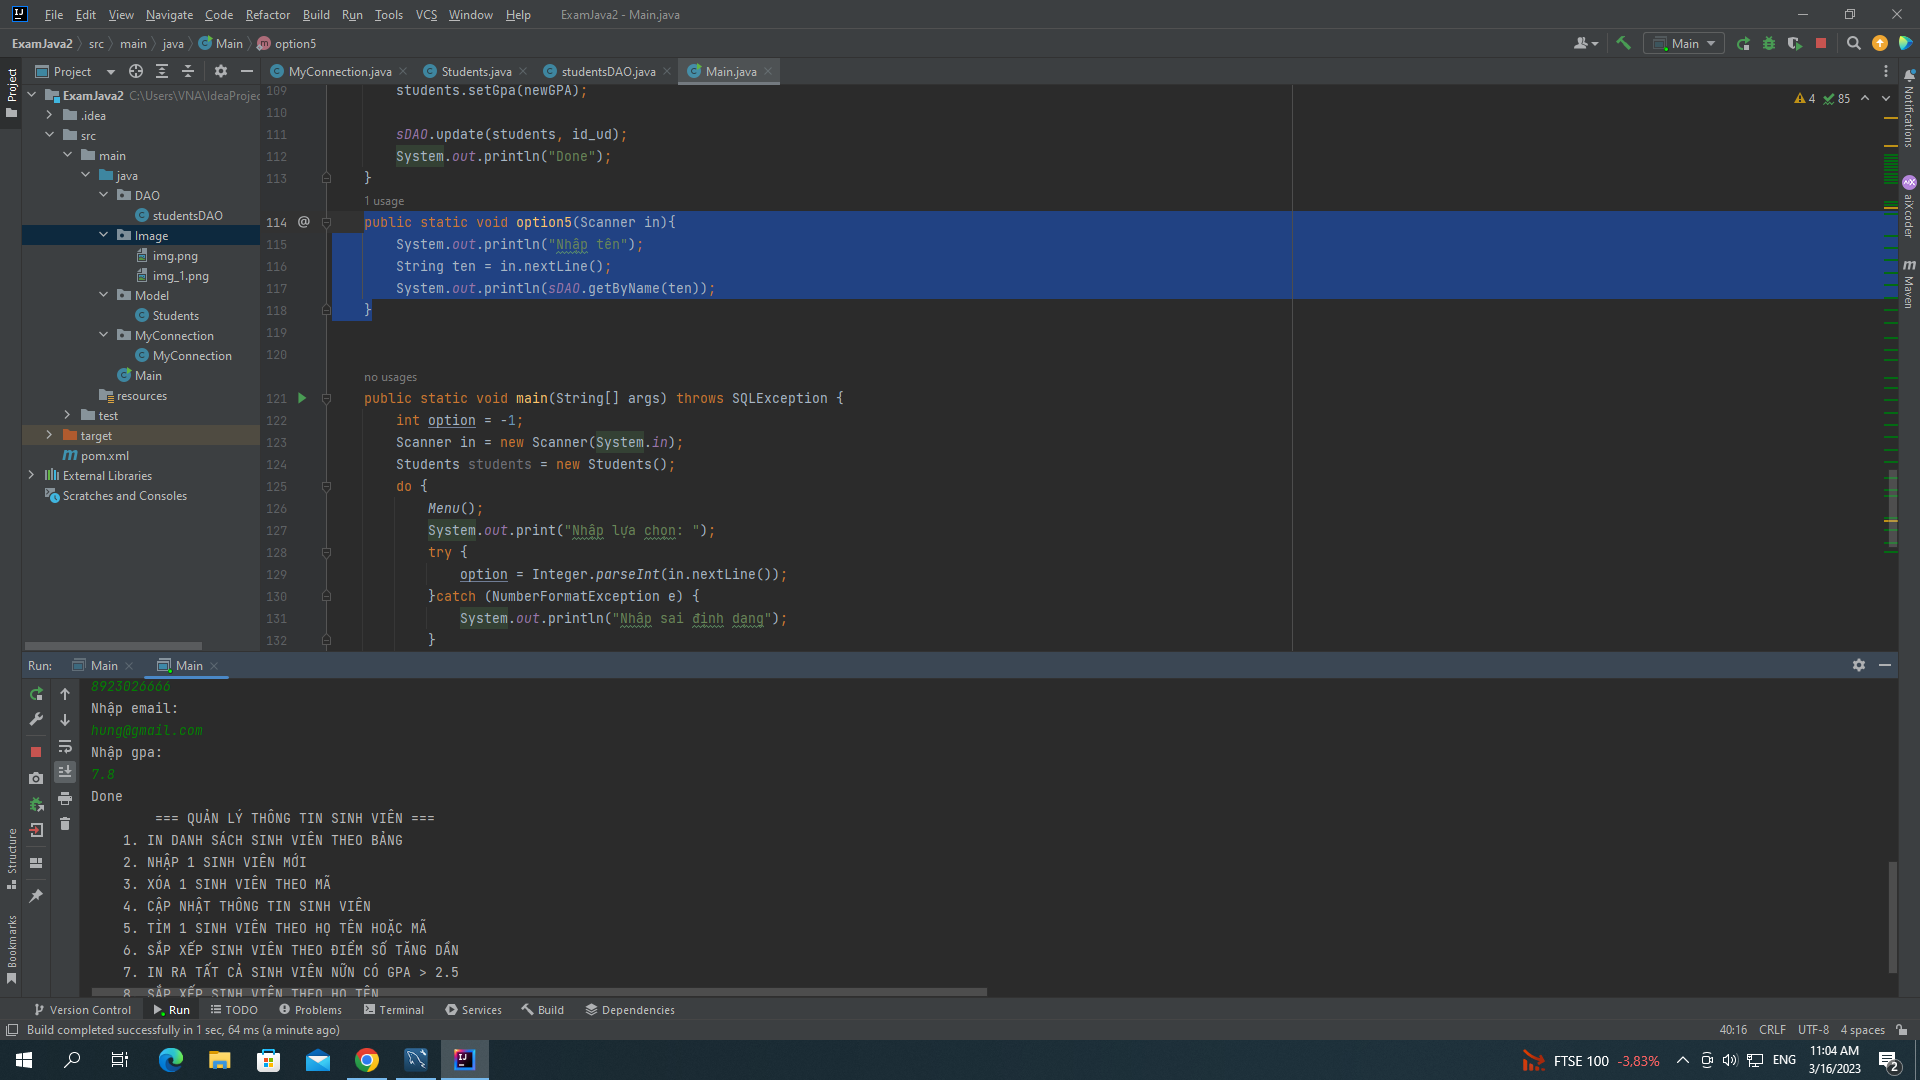 File Edit View Navigate Code Refactor Build Run Tools VCS Window Help ExamJava2 - Main.java
ExamJava2 src main java Main option5
Main
Project
MyConnection.java Students.java studentsDAO.java Main.java
ExamJava2 C:\Users\VNA\IdeaProjec
.idea
src
main
java
DAO
studentsDAO
Image
img.png
img_1.png
Model
Students
MyConnection
MyConnection
Main
resources
test
target
pom.xml
External Libraries
Scratches and Consoles
4 85
109 students.setGpa(newGPA);
110
111 sDAO.update(students, id_ud);
112 System.out.println("Done");
113 }
1 usage
114 @ public static void option5(Scanner in){
115 System.out.println("Nhập tên");
116 String ten = in.nextLine();
117 System.out.println(sDAO.getByName(ten));
118 }
119
120
no usages
121 public static void main(String[] args) throws SQLException {
122 int option = -1;
123 Scanner in = new Scanner(System.in);
124 Students students = new Students();
125 do {
126 Menu();
127 System.out.print("Nhập lựa chọn: ");
128 try {
129 option = Integer.parseInt(in.nextLine());
130 }catch (NumberFormatException e) {
131 System.out.println("Nhập sai định dạng");
132 }
Project
Structure
Bookmarks
Notifications
aiXcoder
Maven
Run: Main Main
8923026666
Nhập email:
hung@gmail.com
Nhập gpa:
7.8
Done
=== QUẢN LÝ THÔNG TIN SINH VIÊN ===
1. IN DANH SÁCH SINH VIÊN THEO BẢNG
2. NHẬP 1 SINH VIÊN MỚI
3. XÓA 1 SINH VIÊN THEO MÃ
4. CẬP NHẬT THÔNG TIN SINH VIÊN
5. TÌM 1 SINH VIÊN THEO HỌ TÊN HOẶC MÃ
6. SẮP XẾP SINH VIÊN THEO ĐIỂM SỐ TĂNG DẦN
7. IN RA TẤT CẢ SINH VIÊN NỮN CÓ GPA > 2.5
8. SẮP XẾP SINH VIÊN THEO HỌ TÊN
Version Control Run TODO Problems Terminal Services Build Dependencies
Build completed successfully in 1 sec, 64 ms (a minute ago)
40:16 CRLF UTF-8 4 spaces
FTSE 100 -3,83% ENG 11:04 AM
3/16/2023
2